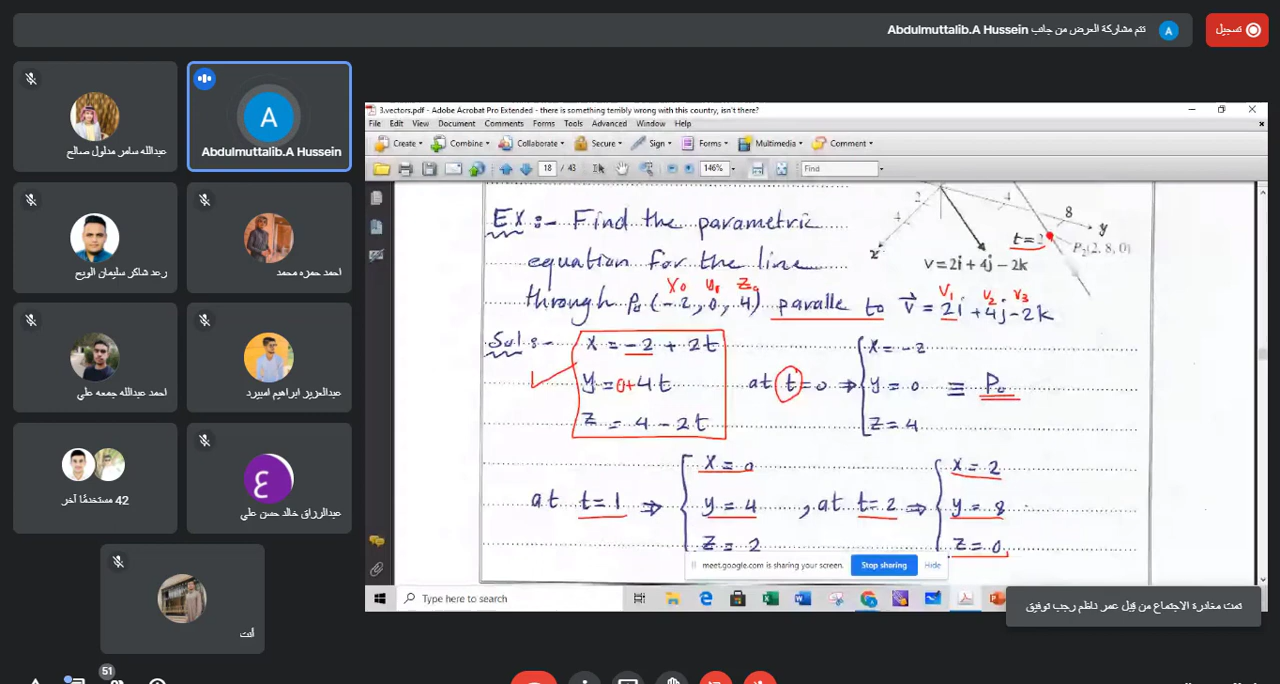 تتم مشاركة العرض من جانب Abdulmuttalib.A Hussein
A
تسجيل
عبدالله سامر مدلول صالح
A
Abdulmuttalib.A Hussein
رعد شاكر سليمان الويح
احمد حمزه محمد
احمد عبدالله جمعه علي
عبدالعزيز ابراهيم امبيرد
42 مستخدمًا آخر
ع
عبدالرزاق خالد حسن علي
أنت
3.vectors.pdf - Adobe Acrobat Pro Extended - there is something terribly wrong with this country, isn't there?
File Edit View Document Comments Forms Tools Advanced Window Help
Create Combine Collaborate Secure Sign Forms Multimedia Comment
18 / 43 146% Find
2 4 4 8 y
x t=2 P₂(2, 8, 0)
v = 2i + 4j − 2k
EX:- Find the parametric
equation for the line
x₀ y₀ z₀ v₁ v₂ v₃
through P₀ (-2, 0, 4) paralle to v⃗ = 2i + 4j - 2k
Sol:- x = -2 + 2t
y = 0+4t
z = 4 - 2t
at t=0 ⇒ { x = -2
y = 0 ≡ P₀
z = 4
at t=1 ⇒ { x = 0
y = 4
z = 2
, at t=2 ⇒ { x = 2
y = 8
z = 0
meet.google.com is sharing your screen. Stop sharing Hide
Type here to search
تمت مغادرة الاجتماع من قِبل عمر ناظم رجب توفيق
51